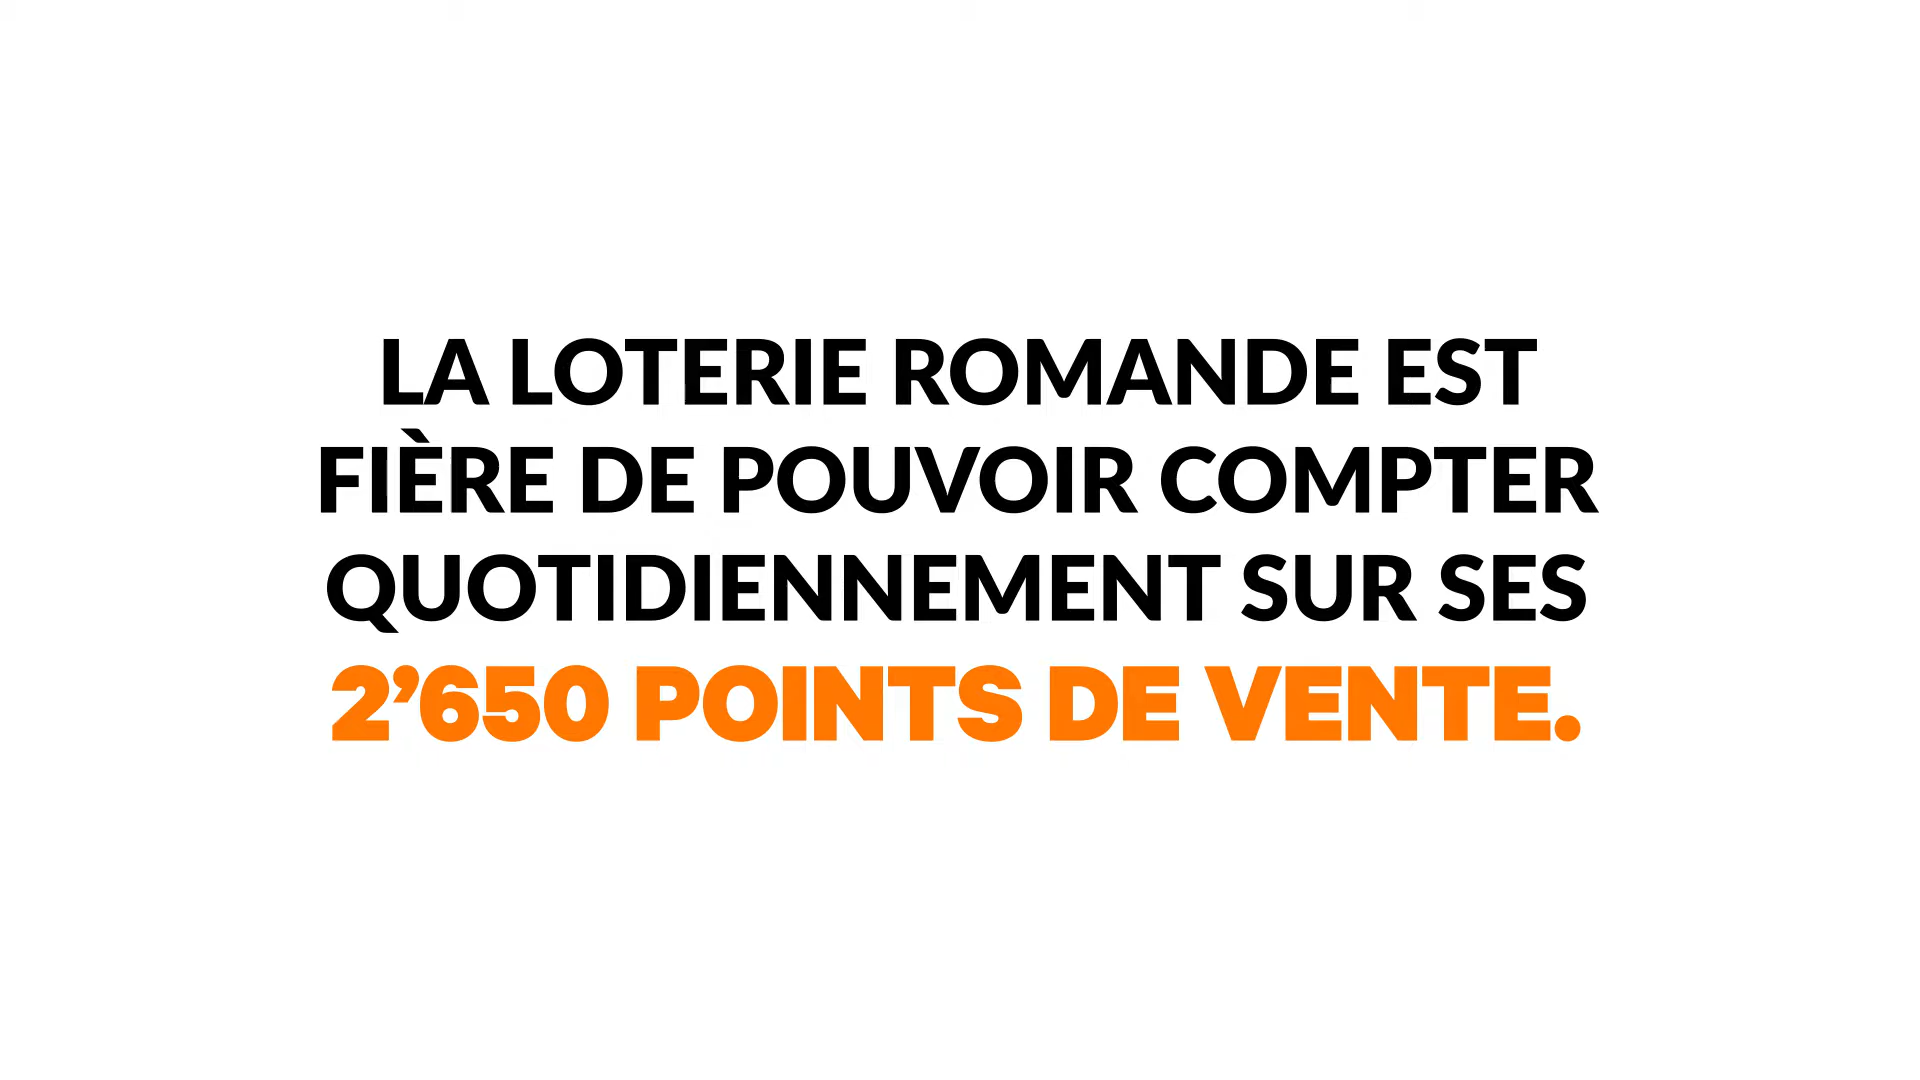 LA LOTERIE ROMANDE EST
FIÈRE DE POUVOIR COMPTER
QUOTIDIENNEMENT SUR SES
2’650 POINTS DE VENTE.